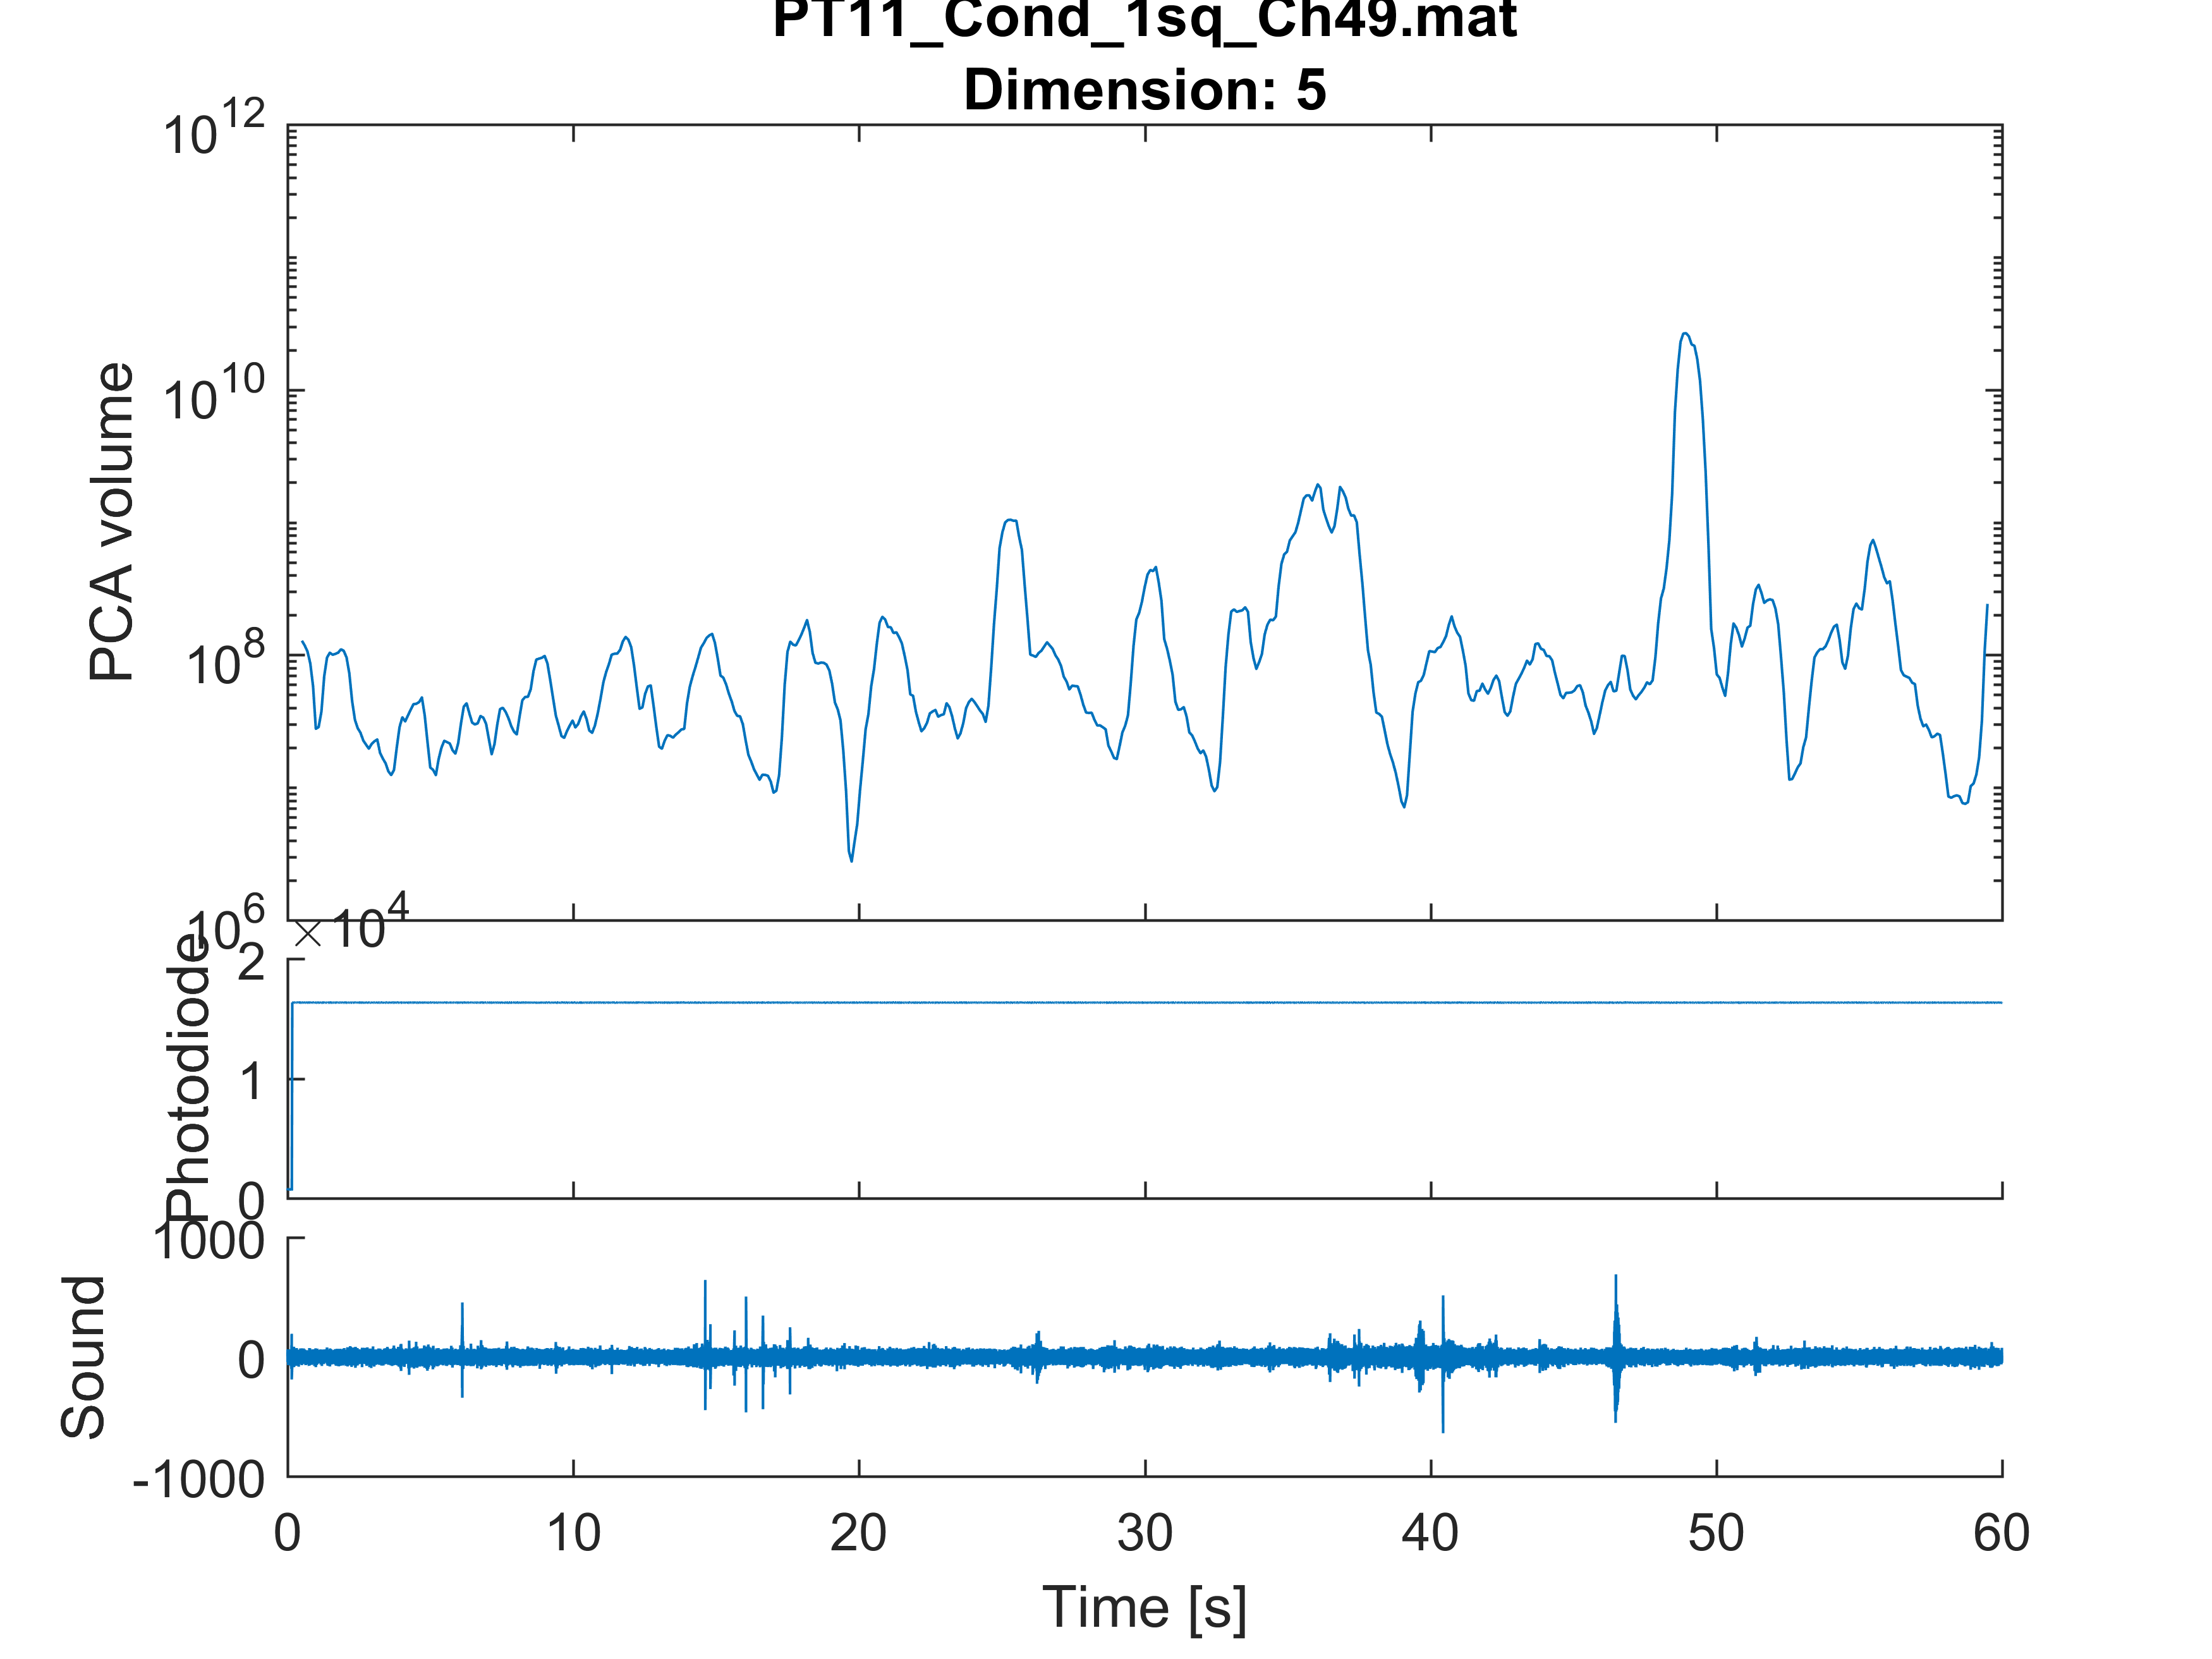 PT11_Cond_1sq_Ch49.mat
Dimension: 5
10^12
10^10
10^8
10^6
PCA volume
× 10^4
2
1
0
Photodiode
1000
0
-1000
Sound
0 10 20 30 40 50 60
Time [s]